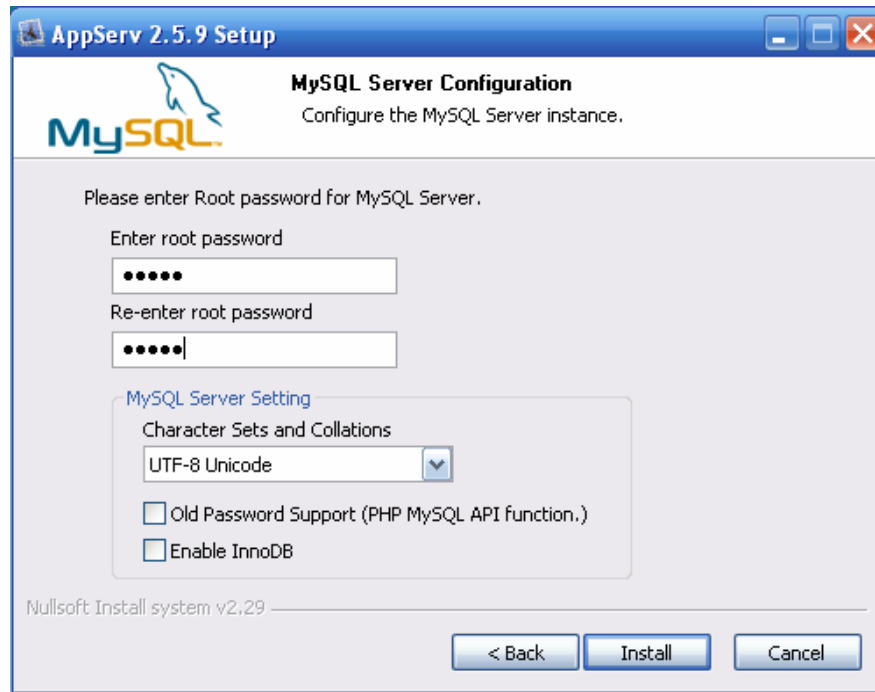 AppServ 2.5.9 Setup
MySQL Server Configuration
Configure the MySQL Server instance.
MySQL™
Please enter Root password for MySQL Server.
Enter root password
•••••
Re-enter root password
•••••
MySQL Server Setting
Character Sets and Collations
UTF-8 Unicode
Old Password Support (PHP MySQL API function.)
Enable InnoDB
Nullsoft Install system v2.29
< Back
Install
Cancel